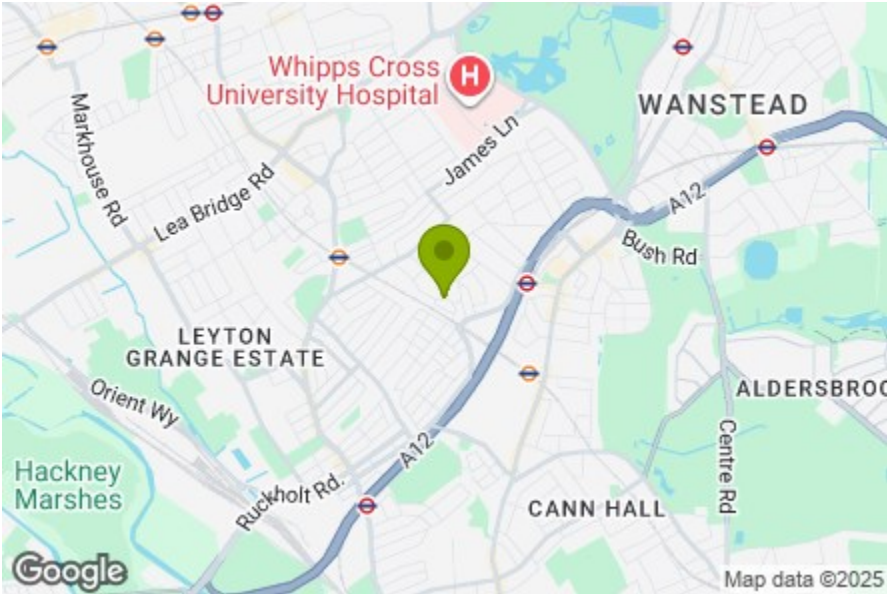 Whipps Cross
University Hospital
H
WANSTEAD
Markhouse Rd
James Ln
Lea Bridge Rd
A12
Bush Rd
LEYTON
GRANGE ESTATE
Orient Wy
ALDERSBROO
Hackney
Marshes
A12
Centre Rd
Ruckholt Rd.
CANN HALL
Google
Map data ©2025